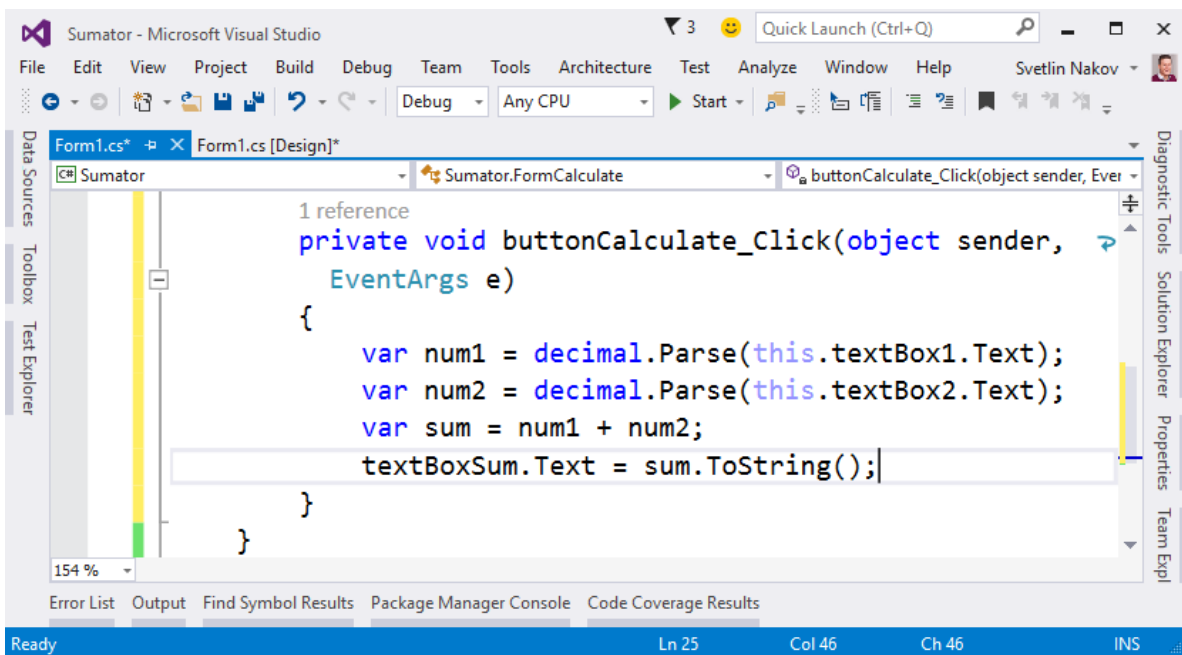 Sumator - Microsoft Visual Studio
3
Quick Launch (Ctrl+Q)
File Edit View Project Build Debug Team Tools Architecture Test Analyze Window Help Svetlin Nakov
Debug Any CPU Start
Form1.cs* Form1.cs [Design]*
C# Sumator Sumator.FormCalculate buttonCalculate_Click(object sender, Ever
1 reference
private void buttonCalculate_Click(object sender,
EventArgs e)
{
var num1 = decimal.Parse(this.textBox1.Text);
var num2 = decimal.Parse(this.textBox2.Text);
var sum = num1 + num2;
textBoxSum.Text = sum.ToString();
}
}
154 %
Data Sources
Toolbox
Test Explorer
Diagnostic Tools
Solution Explorer
Properties
Team Expl
Error List Output Find Symbol Results Package Manager Console Code Coverage Results
Ready Ln 25 Col 46 Ch 46 INS